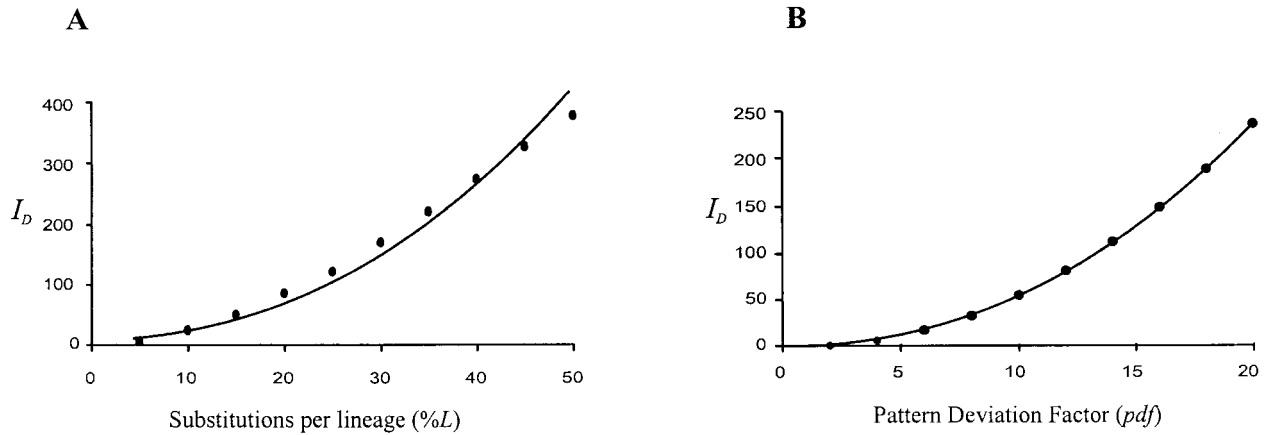 A
400
300
200
100
0
I_D
0 10 20 30 40 50
Substitutions per lineage (%L)
B
250
200
150
100
50
0
I_D
0 5 10 15 20
Pattern Deviation Factor (pdf)